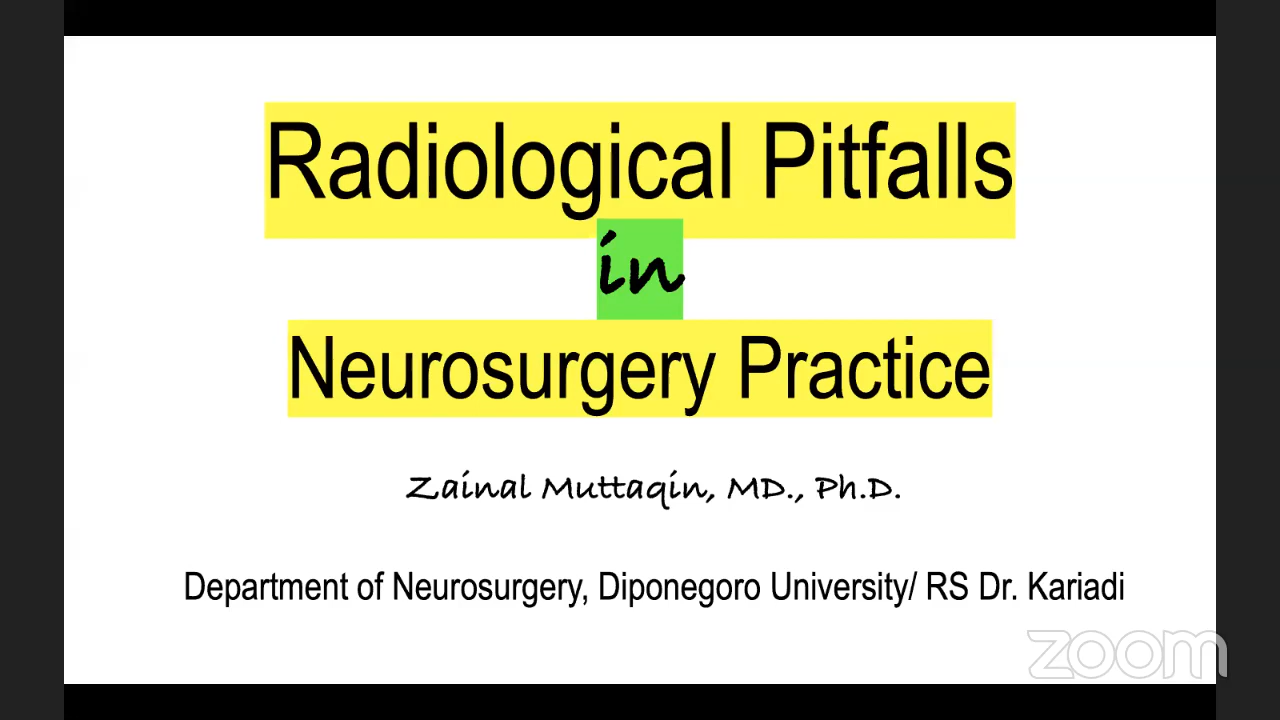 Radiological Pitfalls
in
Neurosurgery Practice
Zainal Muttaqin, MD., Ph.D.
Department of Neurosurgery, Diponegoro University/ RS Dr. Kariadi
zoom